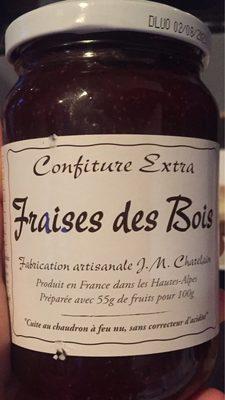 DLUO 02/08/20
Confiture Extra
Fraises des Bois
Fabrication artisanale J.M. Chatelain
Produit en France dans les Hautes-Alpes
Préparée avec 55g de fruits pour 100g
"Cuite au chaudron à feu nu, sans correcteur d'acidité"